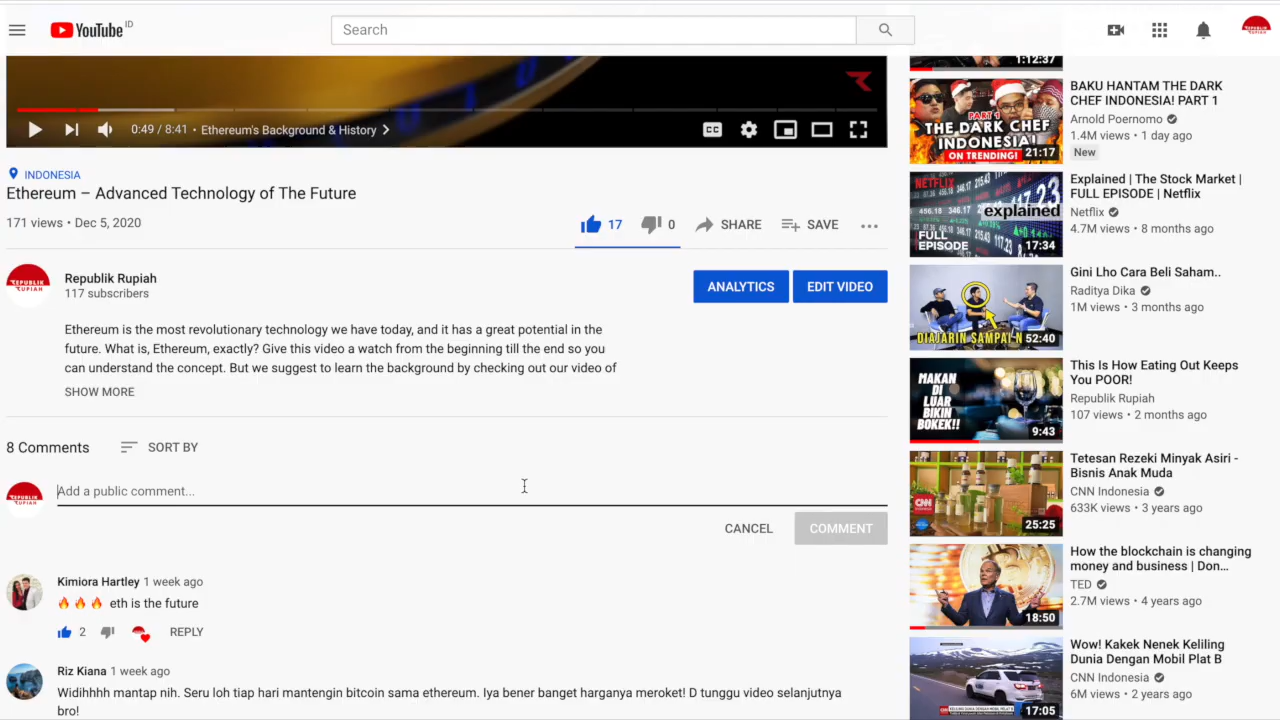 YouTube ID
Search
0:49 / 8:41 • Ethereum's Background & History
CC
INDONESIA
Ethereum – Advanced Technology of The Future
171 views • Dec 5, 2020
17
0
SHARE
SAVE
REPUBLIK RUPIAH
Republik Rupiah
117 subscribers
ANALYTICS
EDIT VIDEO
Ethereum is the most revolutionary technology we have today, and it has a great potential in the
future. What is, Ethereum, exactly? Make sure to watch from the beginning till the end so you
can understand the concept. But we suggest to learn the background by checking out our video of
SHOW MORE
8 Comments
SORT BY
REPUBLIK RUPIAH
Add a public comment...
CANCEL
COMMENT
Kimiora Hartley 1 week ago
🔥🔥🔥 eth is the future
2
REPLY
Riz Kiana 1 week ago
Widihhhh mantap nih. Seru loh tiap hari mantau bitcoin sama ethereum. Iya bener banget harganya meroket! D tunggu video selanjutnya
bro!
1:12:37
PART 1
THE DARK CHEF
INDONESIA!
ON TRENDING!
21:17
BAKU HANTAM THE DARK
CHEF INDONESIA! PART 1
Arnold Poernomo
1.4M views • 1 day ago
New
NETFLIX
explained
FULL
EPISODE
17:34
Explained | The Stock Market |
FULL EPISODE | Netflix
Netflix
4.7M views • 8 months ago
DIAJARIN SAMPAI N
52:40
Gini Lho Cara Beli Saham..
Raditya Dika
1M views • 3 months ago
MAKAN
DI
LUAR
BIKIN
BOKEK!!
9:43
This Is How Eating Out Keeps
You POOR!
Republik Rupiah
107 views • 2 months ago
CNN
25:25
Tetesan Rezeki Minyak Asiri -
Bisnis Anak Muda
CNN Indonesia
633K views • 3 years ago
18:50
How the blockchain is changing
money and business | Don...
TED
2.7M views • 4 years ago
17:05
Wow! Kakek Nenek Keliling
Dunia Dengan Mobil Plat B
CNN Indonesia
6M views • 2 years ago